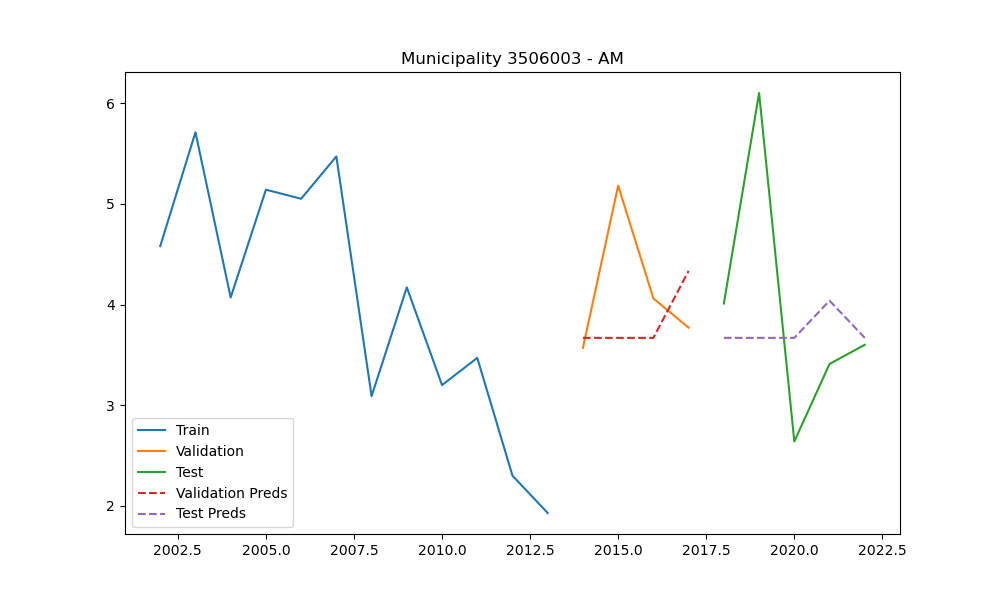 Municipality 3506003 - AM
6
5
4
3
2
Train
Validation
Test
Validation Preds
Test Preds
2002.5 2005.0 2007.5 2010.0 2012.5 2015.0 2017.5 2020.0 2022.5